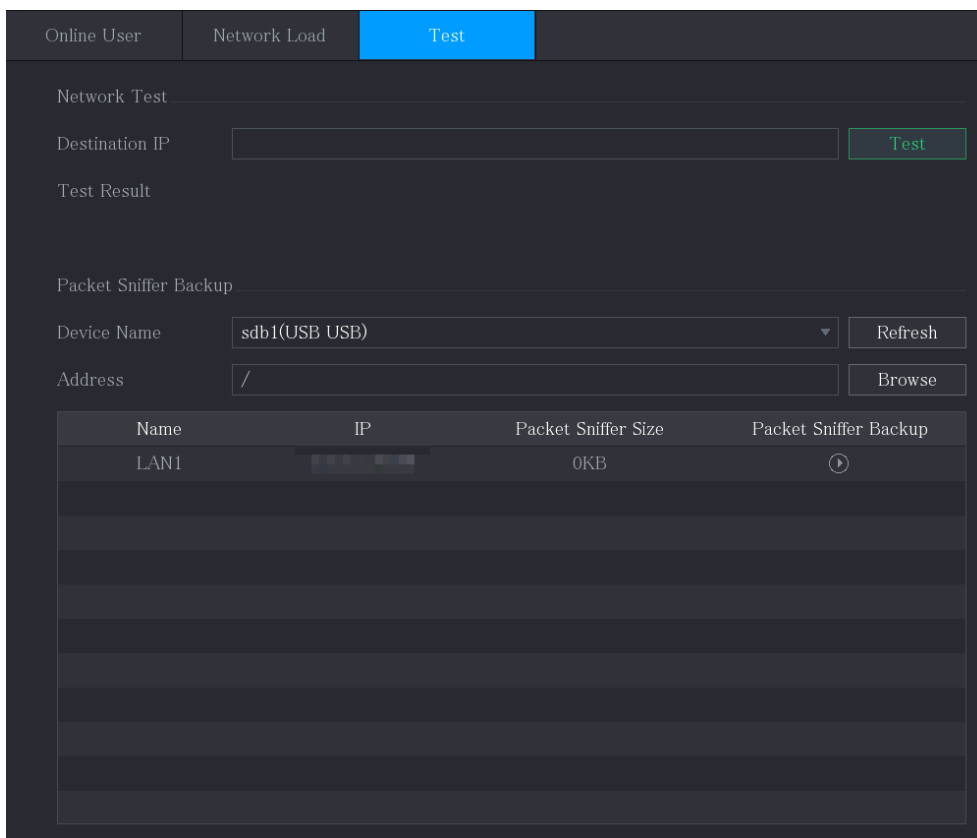 Online User Network Load Test
Network Test
Destination IP Test
Test Result
Packet Sniffer Backup
Device Name sdb1(USB USB) Refresh
Address / Browse
Name IP Packet Sniffer Size Packet Sniffer Backup
LAN1 0KB